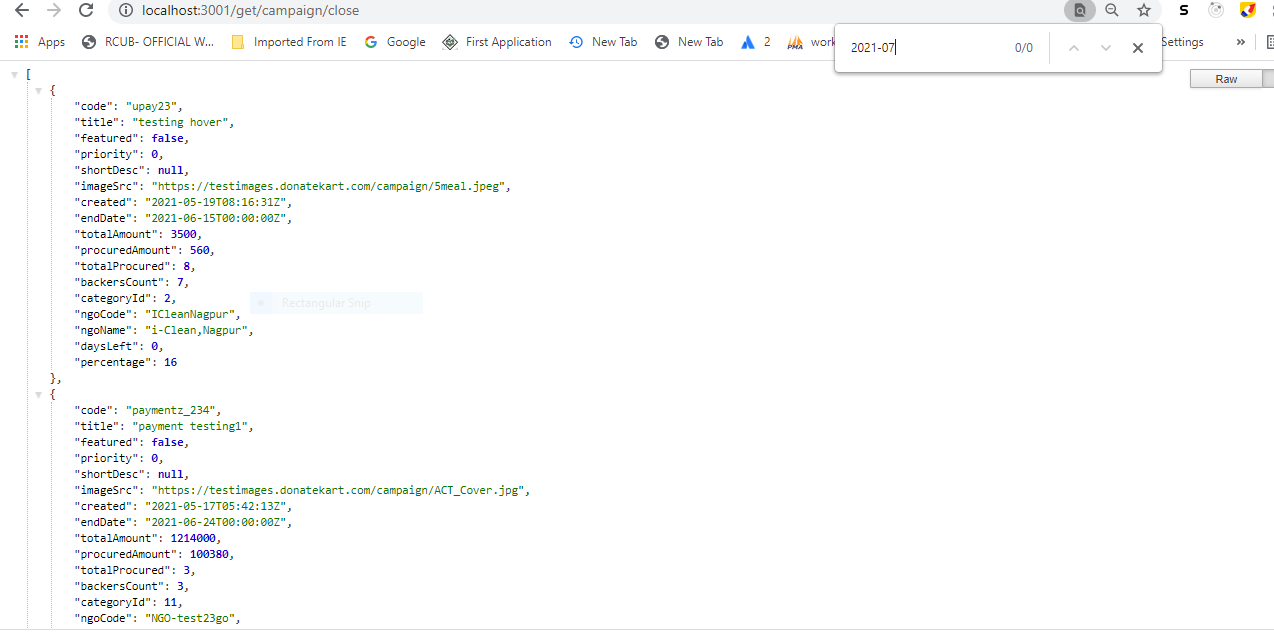 localhost:3001/get/campaign/close
Apps RCUB- OFFICIAL W... Imported From IE Google First Application New Tab New Tab 2 work Settings »
2021-07 0/0
Raw
[
{
"code": "upay23",
"title": "testing hover",
"featured": false,
"priority": 0,
"shortDesc": null,
"imageSrc": "https://testimages.donatekart.com/campaign/5meal.jpeg",
"created": "2021-05-19T08:16:31Z",
"endDate": "2021-06-15T00:00:00Z",
"totalAmount": 3500,
"procuredAmount": 560,
"totalProcured": 8,
"backersCount": 7,
"categoryId": 2,
Rectangular Snip
"ngoCode": "ICleanNagpur",
"ngoName": "i-Clean,Nagpur",
"daysLeft": 0,
"percentage": 16
},
{
"code": "paymentz_234",
"title": "payment testing1",
"featured": false,
"priority": 0,
"shortDesc": null,
"imageSrc": "https://testimages.donatekart.com/campaign/ACT_Cover.jpg",
"created": "2021-05-17T05:42:13Z",
"endDate": "2021-06-24T00:00:00Z",
"totalAmount": 1214000,
"procuredAmount": 100380,
"totalProcured": 3,
"backersCount": 3,
"categoryId": 11,
"ngoCode": "NGO-test23go",